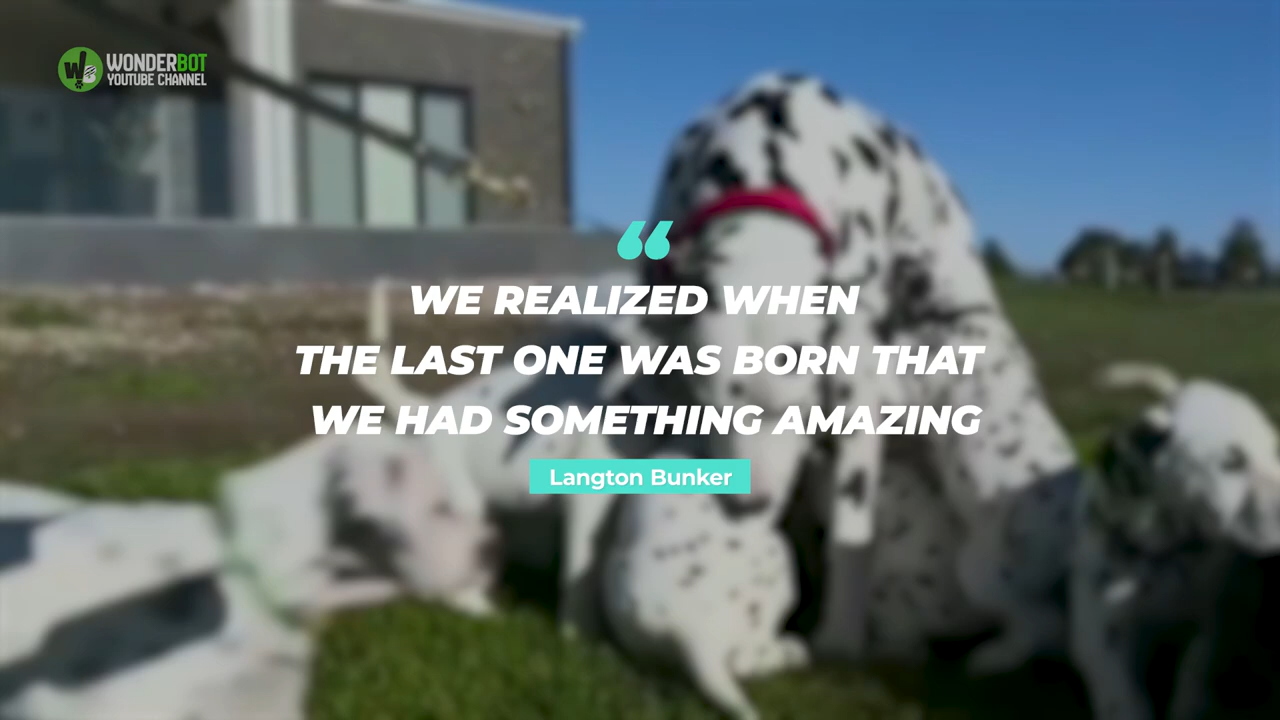 WONDERBOT
YOUTUBE CHANNEL
“
WE REALIZED WHEN
THE LAST ONE WAS BORN THAT
WE HAD SOMETHING AMAZING
Langton Bunker